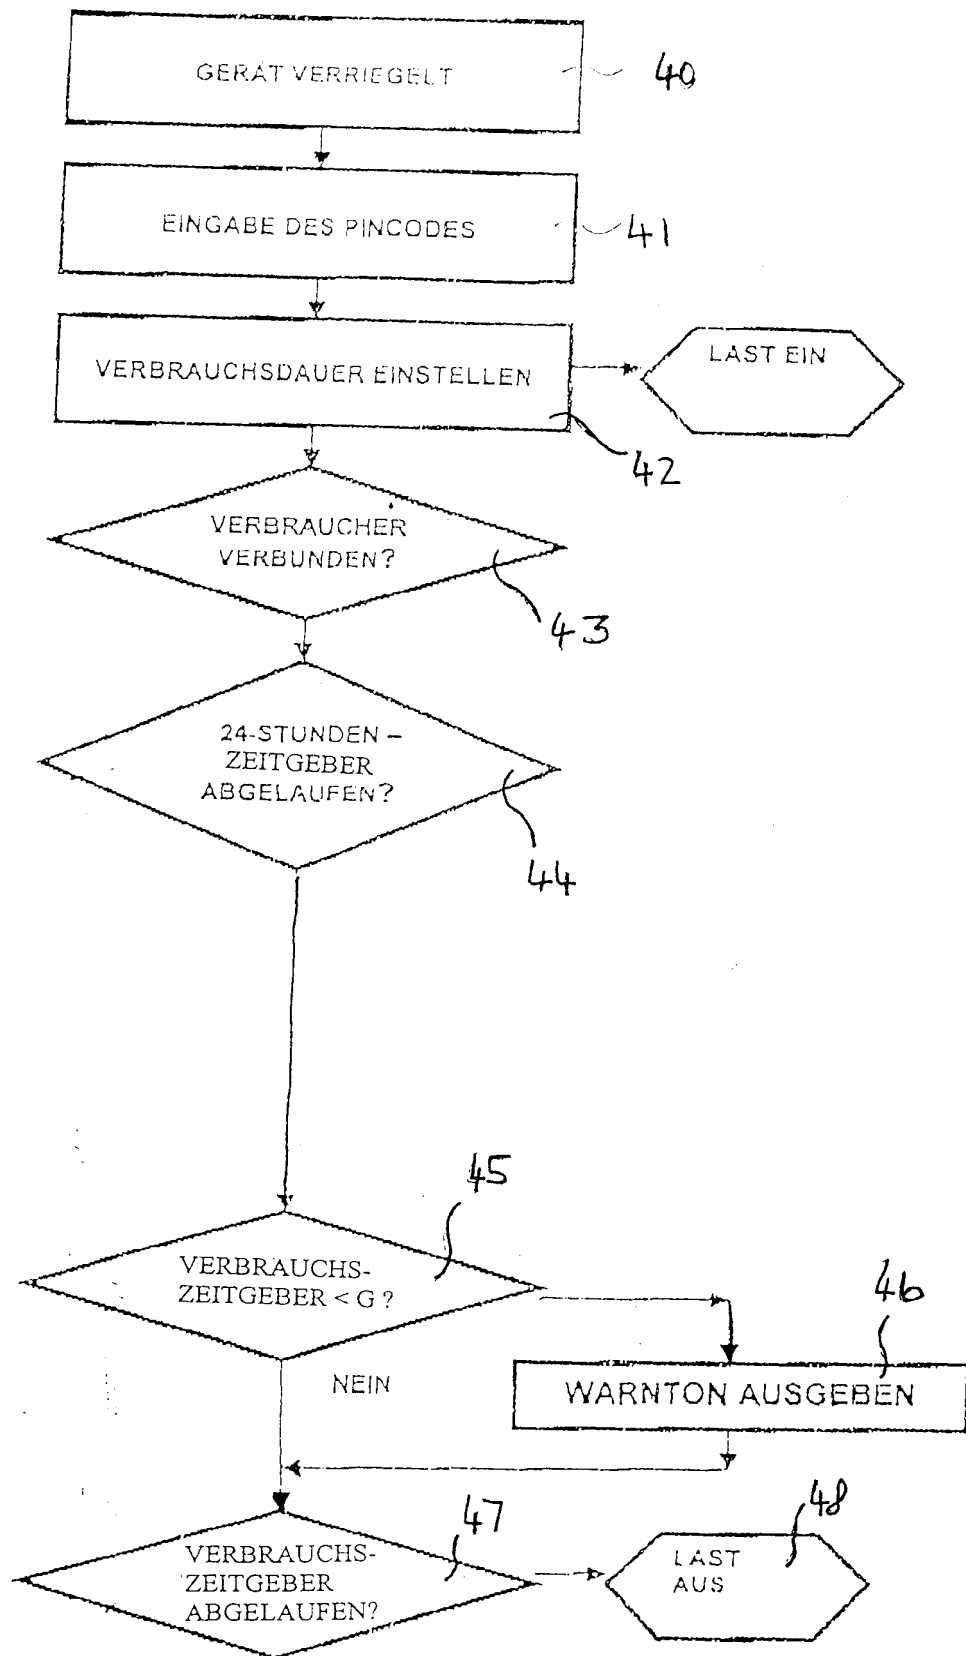 GERÄT VERRIEGELT
40
EINGABE DES PINCODES
41
VERBRAUCHSDAUER EINSTELLEN
LAST EIN
42
VERBRAUCHER
VERBUNDEN?
43
24-STUNDEN –
ZEITGEBER
ABGELAUFEN?
44
45
VERBRAUCHS-
ZEITGEBER < G ?
46
NEIN
WARNTON AUSGEBEN
47
48
VERBRAUCHS-
ZEITGEBER
ABGELAUFEN?
LAST
AUS